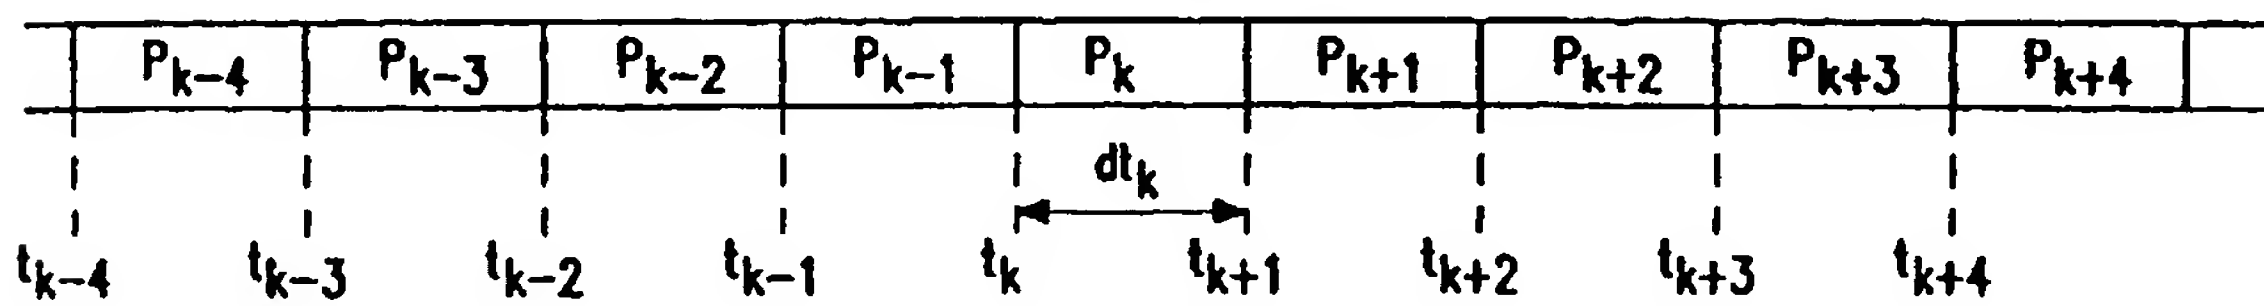 Pk-4 Pk-3 Pk-2 Pk-1 Pk Pk+1 Pk+2 Pk+3 Pk+4
dtk
tk-4 tk-3 tk-2 tk-1 tk tk+1 tk+2 tk+3 tk+4